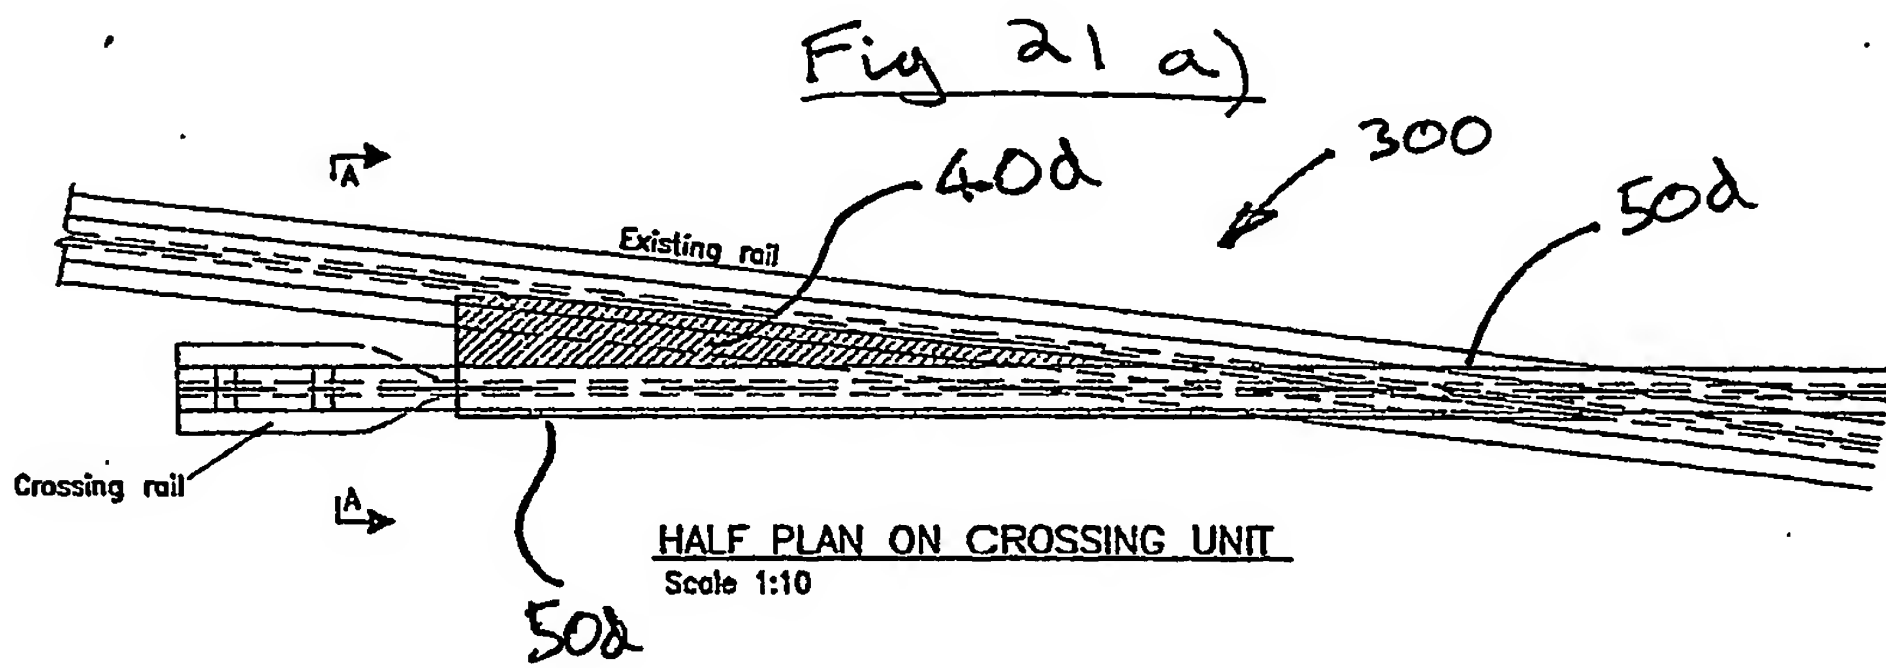 Fig 21 a)
300
40d
50d
A
Existing rail
Crossing rail
A
HALF PLAN ON CROSSING UNIT
Scale 1:10
50d